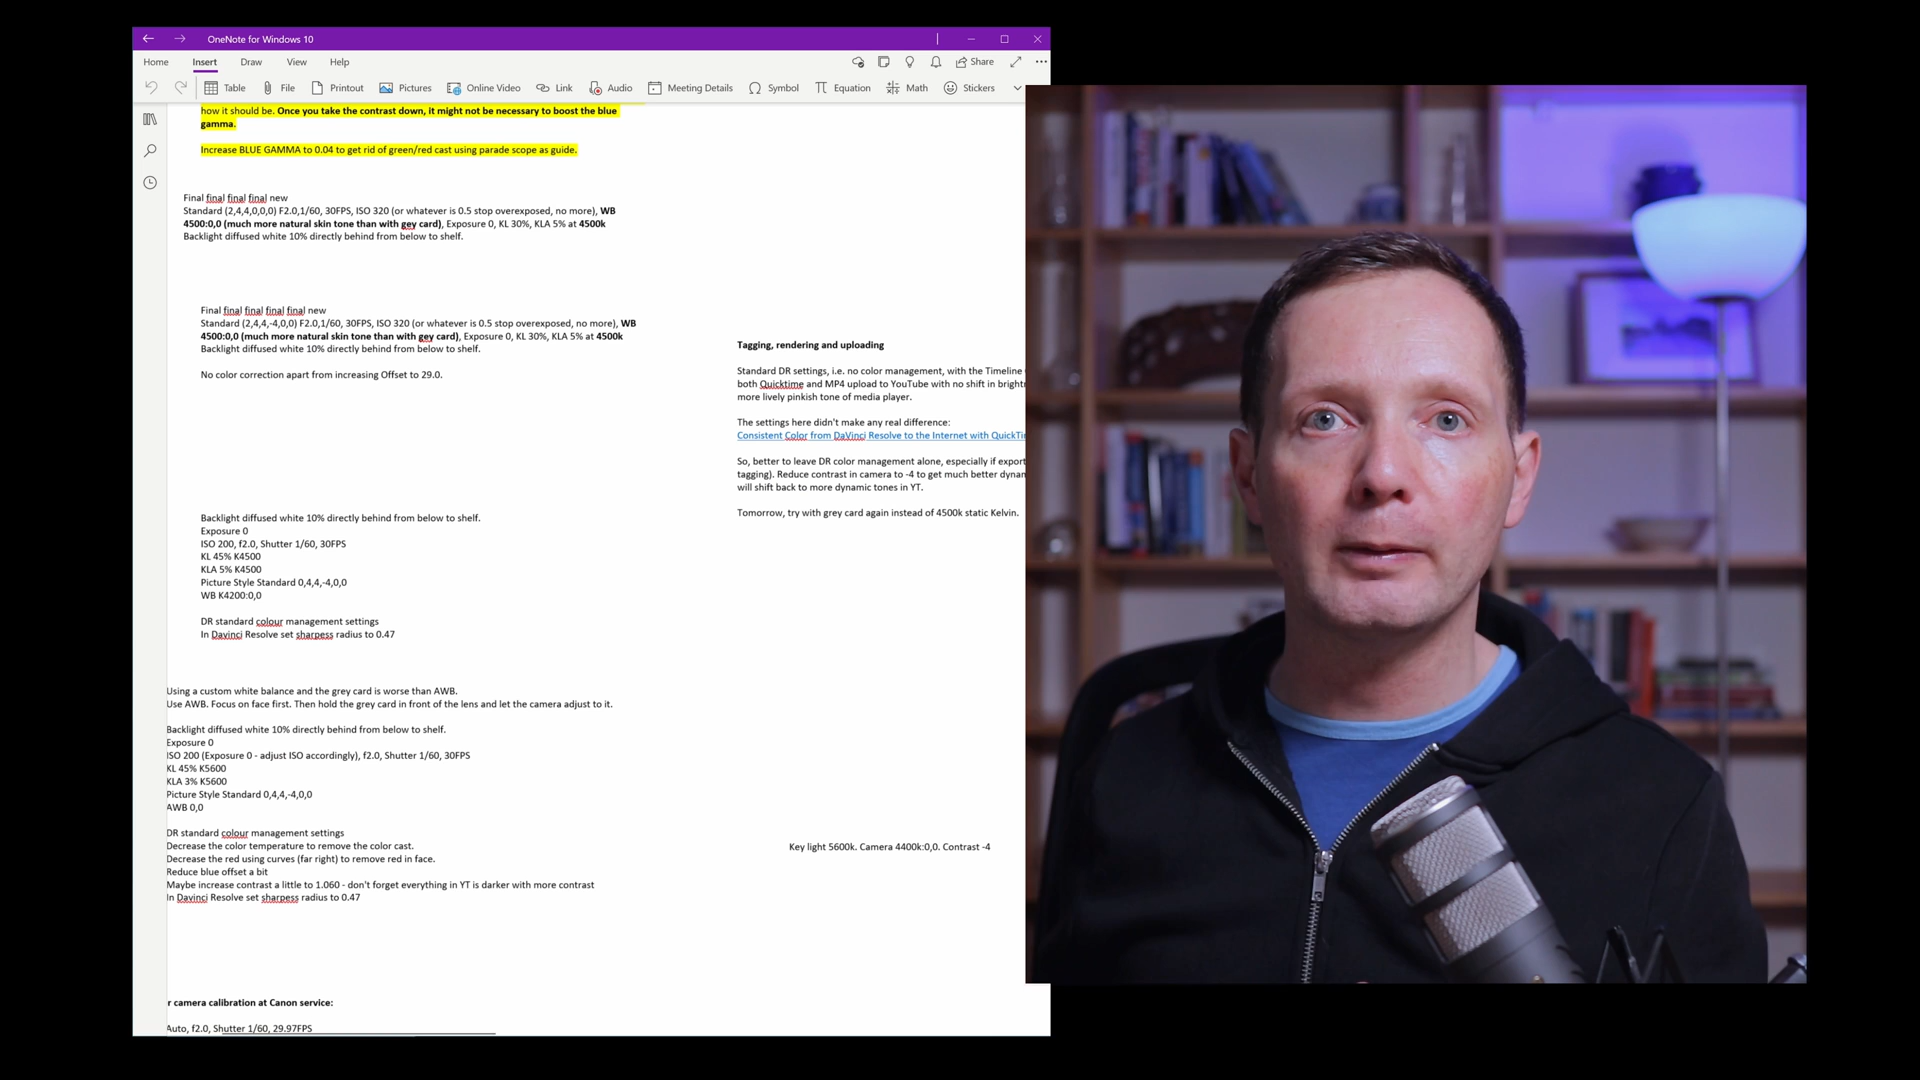 OneNote for Windows 10
Home Insert Draw View Help
Share
Table File Printout Pictures Online Video Link Audio Meeting Details Symbol Equation Math Stickers
how it should be. Once you take the contrast down, it might not be necessary to boost the blue
gamma.
Increase BLUE GAMMA to 0.04 to get rid of green/red cast using parade scope as guide.
Final final final final new
Standard (2,4,4,0,0,0) F2.0,1/60, 30FPS, ISO 320 (or whatever is 0.5 stop overexposed, no more), WB
4500:0,0 (much more natural skin tone than with gey card), Exposure 0, KL 30%, KLA 5% at 4500k
Backlight diffused white 10% directly behind from below to shelf.
Final final final final final new
Standard (2,4,4,-4,0,0) F2.0,1/60, 30FPS, ISO 320 (or whatever is 0.5 stop overexposed, no more), WB
4500:0,0 (much more natural skin tone than with gey card), Exposure 0, KL 30%, KLA 5% at 4500k
Backlight diffused white 10% directly behind from below to shelf.
No color correction apart from increasing Offset to 29.0.
Backlight diffused white 10% directly behind from below to shelf.
Exposure 0
ISO 200, f2.0, Shutter 1/60, 30FPS
KL 45% K4500
KLA 5% K4500
Picture Style Standard 0,4,4,-4,0,0
WB K4200:0,0
DR standard colour management settings
In Davinci Resolve set sharpess radius to 0.47
Using a custom white balance and the grey card is worse than AWB.
Use AWB. Focus on face first. Then hold the grey card in front of the lens and let the camera adjust to it.
Backlight diffused white 10% directly behind from below to shelf.
Exposure 0
ISO 200 (Exposure 0 - adjust ISO accordingly), f2.0, Shutter 1/60, 30FPS
KL 45% K5600
KLA 3% K5600
Picture Style Standard 0,4,4,-4,0,0
AWB 0,0
DR standard colour management settings
Decrease the color temperature to remove the color cast.
Decrease the red using curves (far right) to remove red in face.
Reduce blue offset a bit
Maybe increase contrast a little to 1.060 - don't forget everything in YT is darker with more contrast
In Davinci Resolve set sharpess radius to 0.47
r camera calibration at Canon service:
Auto, f2.0, Shutter 1/60, 29.97FPS
Tagging, rendering and uploading
Standard DR settings, i.e. no color management, with the Timeline
both Quicktime and MP4 upload to YouTube with no shift in brightn
more lively pinkish tone of media player.
The settings here didn't make any real difference:
Consistent Color from DaVinci Resolve to the Internet with QuickTin
So, better to leave DR color management alone, especially if export
tagging). Reduce contrast in camera to -4 to get much better dynam
will shift back to more dynamic tones in YT.
Tomorrow, try with grey card again instead of 4500k static Kelvin.
Key light 5600k. Camera 4400k:0,0. Contrast -4